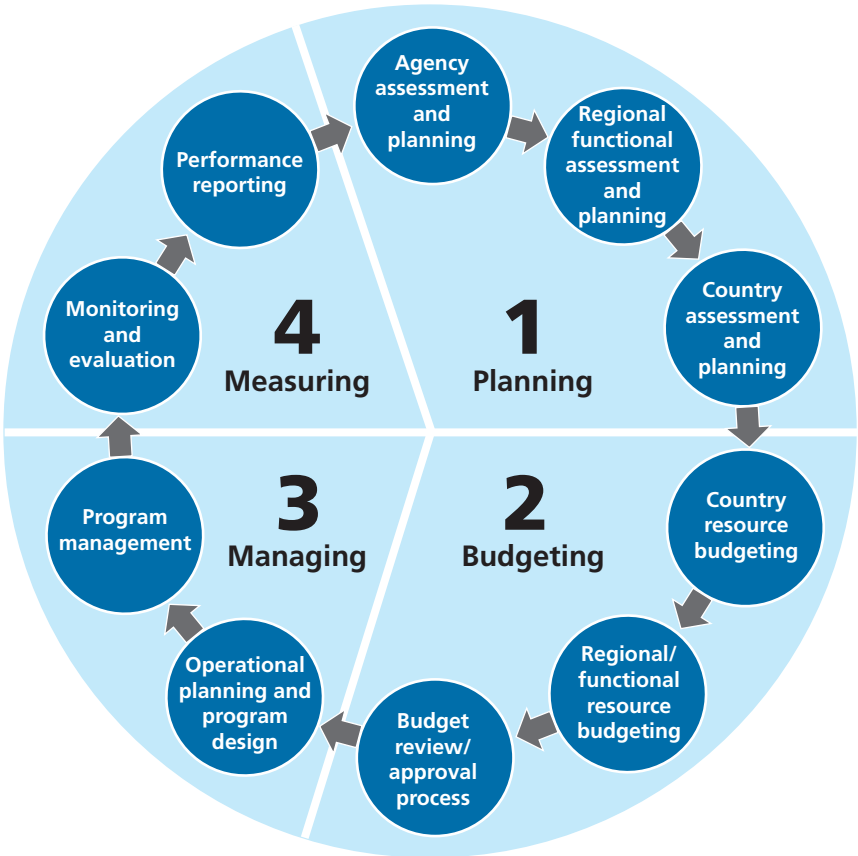 Agency
assessment
and
planning
Regional
functional
assessment
and
planning
Country
assessment
and
planning
1
Planning
Country
resource
budgeting
Regional/
functional
resource
budgeting
Budget
review/
approval
process
2
Budgeting
Operational
planning and
program
design
Program
management
3
Managing
Monitoring
and
evaluation
Performance
reporting
4
Measuring